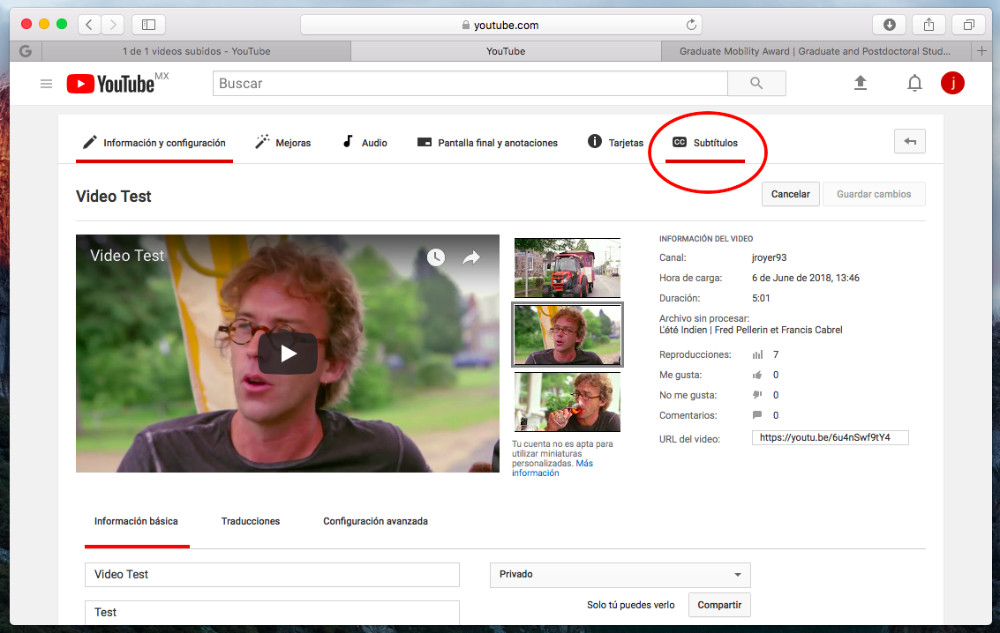 youtube.com
G
1 de 1 videos subidos - YouTube
YouTube
Graduate Mobility Award | Graduate and Postdoctoral Stud...
YouTube MX
Buscar
j
Información y configuración
Mejoras
Audio
Pantalla final y anotaciones
Tarjetas
CC Subtítulos
Video Test
Cancelar
Guardar cambios
Video Test
INFORMACIÓN DEL VIDEO
Canal: jroyer93
Hora de carga: 6 de June de 2018, 13:46
Duración: 5:01
Archivo sin procesar:
L'été Indien | Fred Pellerin et Francis Cabrel
Reproducciones: 7
Me gusta: 0
No me gusta: 0
Comentarios: 0
URL del video: https://youtu.be/6u4nSwf9tY4
Tu cuenta no es apta para
utilizar miniaturas
personalizadas. Más
información
Información básica
Traducciones
Configuración avanzada
Video Test
Privado
Test
Solo tú puedes verlo
Compartir